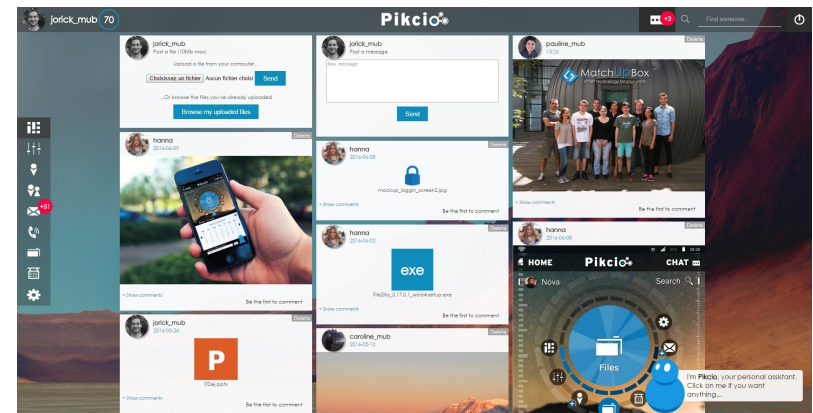 jorick_mub 70
Pikcio
+3
Find someone...
jorick_mub
Post a file (10Mb max)
Upload a file from your computer...
Choisissez un fichier Aucun fichier choisi Send
...Or browse the files you've already uploaded
Browse my uploaded files
jorick_mub
Post a message
New message
Send
pauline_mub
13:26
Delete
MatchUpBox
+ Show comments
Be the first to comment
hanna
2016-06-09
Delete
+ Show comments
Be the first to comment
hanna
2016-06-08
Delete
mockup_loggin_screen2.jpg
+ Show comments
Be the first to comment
hanna
2016-06-02
Delete
exe
FileZilla_3.17.0.1_win64-setup.exe
+ Show comments
Be the first to comment
hanna
2016-06-08
Delete
HOME Pikcio CHAT
Nova Search
Files
jorick_mub
2016-05-26
Delete
P
ITDej.pptx
+ Show comments
Be the first to comment
caroline_mub
2016-05-12
Delete
+51
I'm Pikcio, your personal assistant.
Click on me if you want
anything...